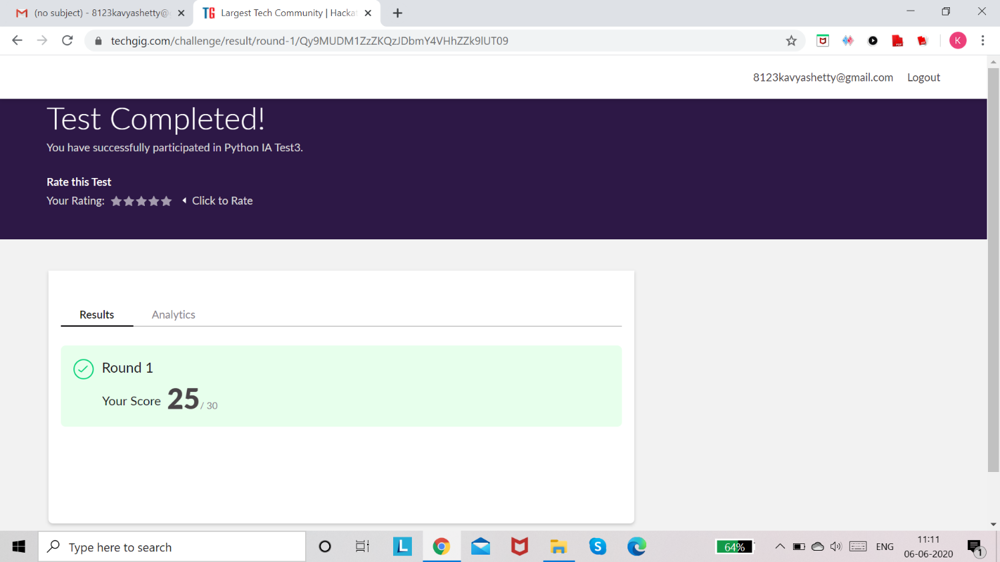 (no subject) - 8123kavyashetty@
TG Largest Tech Community | Hacka
techgig.com/challenge/result/round-1/Qy9MUDM1ZzZKQzJDbmY4VHhZZk9lUT09
K
8123kavyashetty@gmail.com Logout
Test Completed!
You have successfully participated in Python IA Test3.
Rate this Test
Your Rating: Click to Rate
Results Analytics
Round 1
Your Score 25 / 30
Type here to search
L
S
64%
ENG
11:11
06-06-2020
1